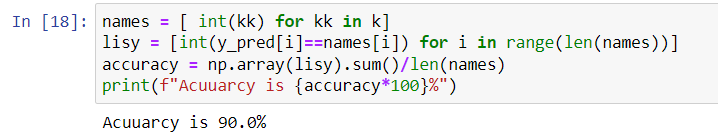 In [18]: names = [ int(kk) for kk in k]
lisy = [int(y_pred[i]==names[i]) for i in range(len(names))]
accuracy = np.array(lisy).sum()/len(names)
print(f"Acuuarcy is {accuracy*100}%")
Acuuarcy is 90.0%